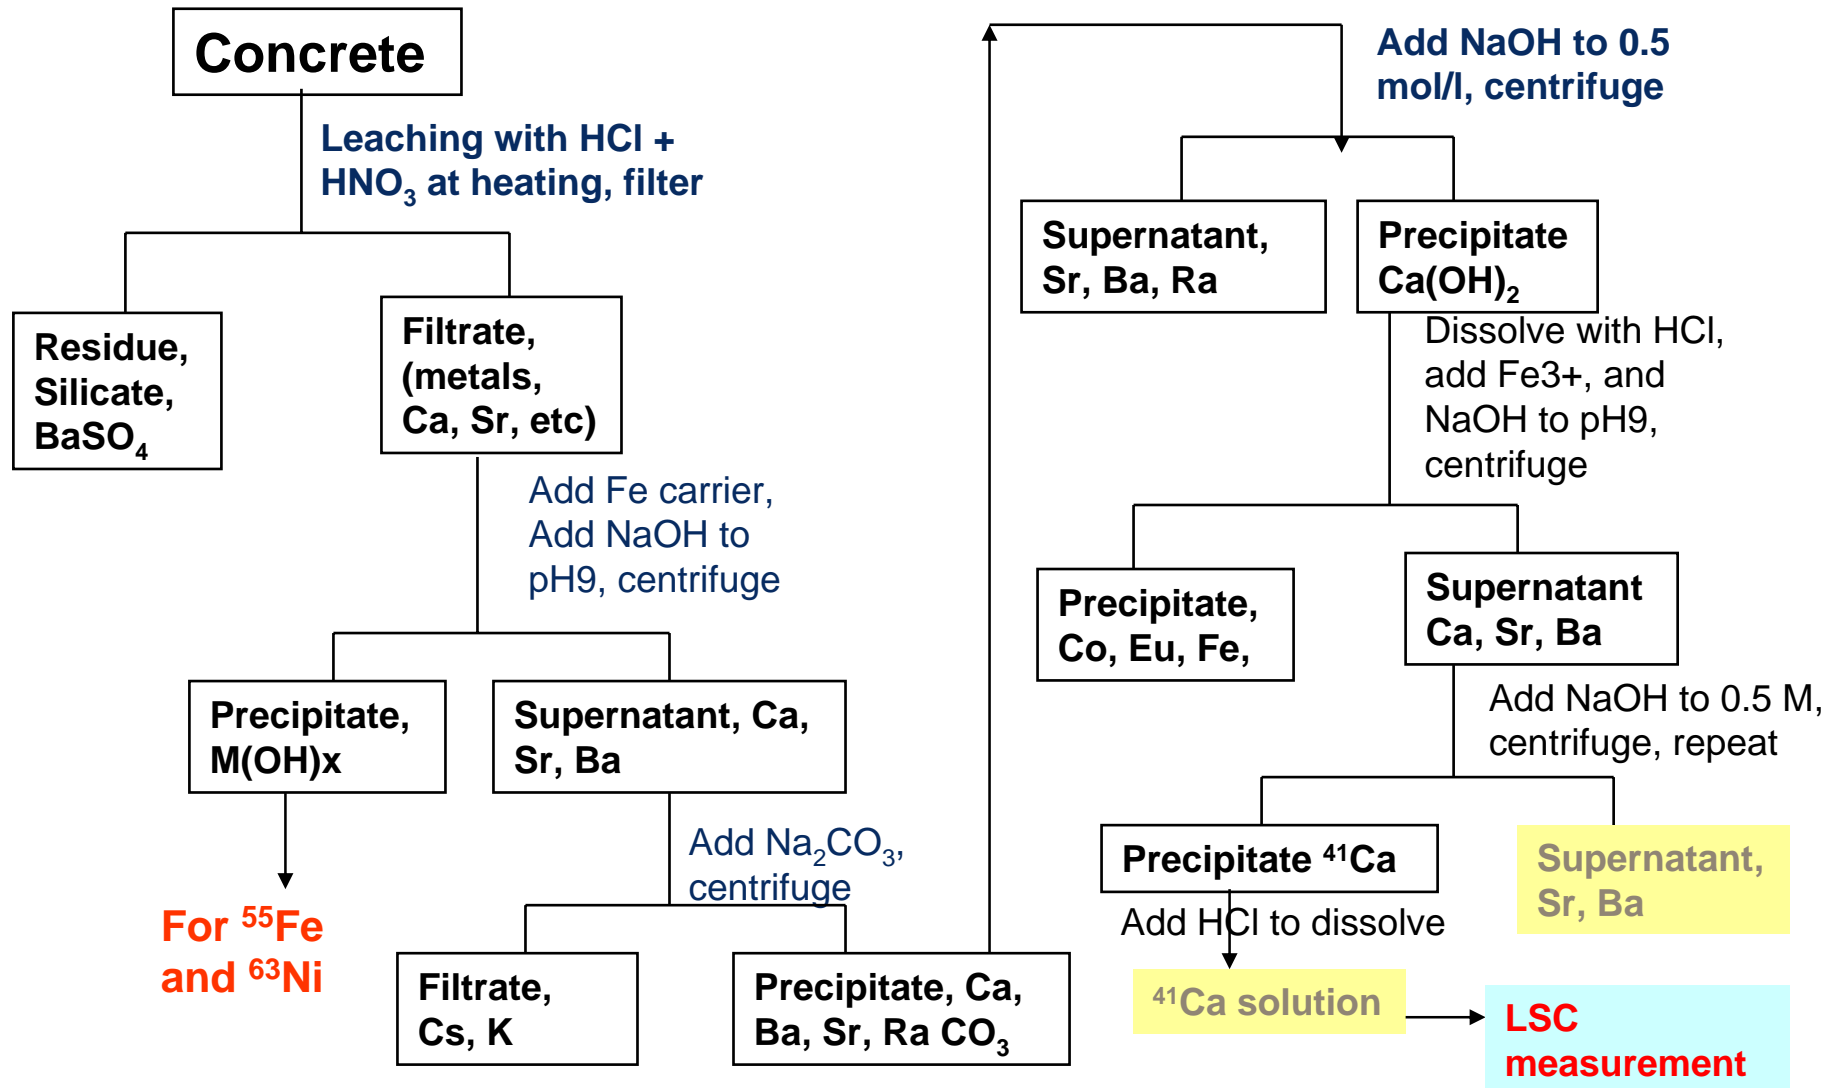 Concrete
Leaching with HCl +
HNO₃ at heating, filter
Residue,
Silicate,
BaSO₄
Filtrate,
(metals,
Ca, Sr, etc)
Add Fe carrier,
Add NaOH to
pH9, centrifuge
Precipitate,
M(OH)x
Supernatant, Ca,
Sr, Ba
For ⁵⁵Fe
and ⁶³Ni
Add Na₂CO₃,
centrifuge
Filtrate,
Cs, K
Precipitate, Ca,
Ba, Sr, Ra CO₃
Add NaOH to 0.5
mol/l, centrifuge
Supernatant,
Sr, Ba, Ra
Precipitate
Ca(OH)₂
Dissolve with HCl,
add Fe3+, and
NaOH to pH9,
centrifuge
Precipitate,
Co, Eu, Fe,
Supernatant
Ca, Sr, Ba
Add NaOH to 0.5 M,
centrifuge, repeat
Precipitate ⁴¹Ca
Supernatant,
Sr, Ba
Add HCl to dissolve
⁴¹Ca solution
LSC
measurement